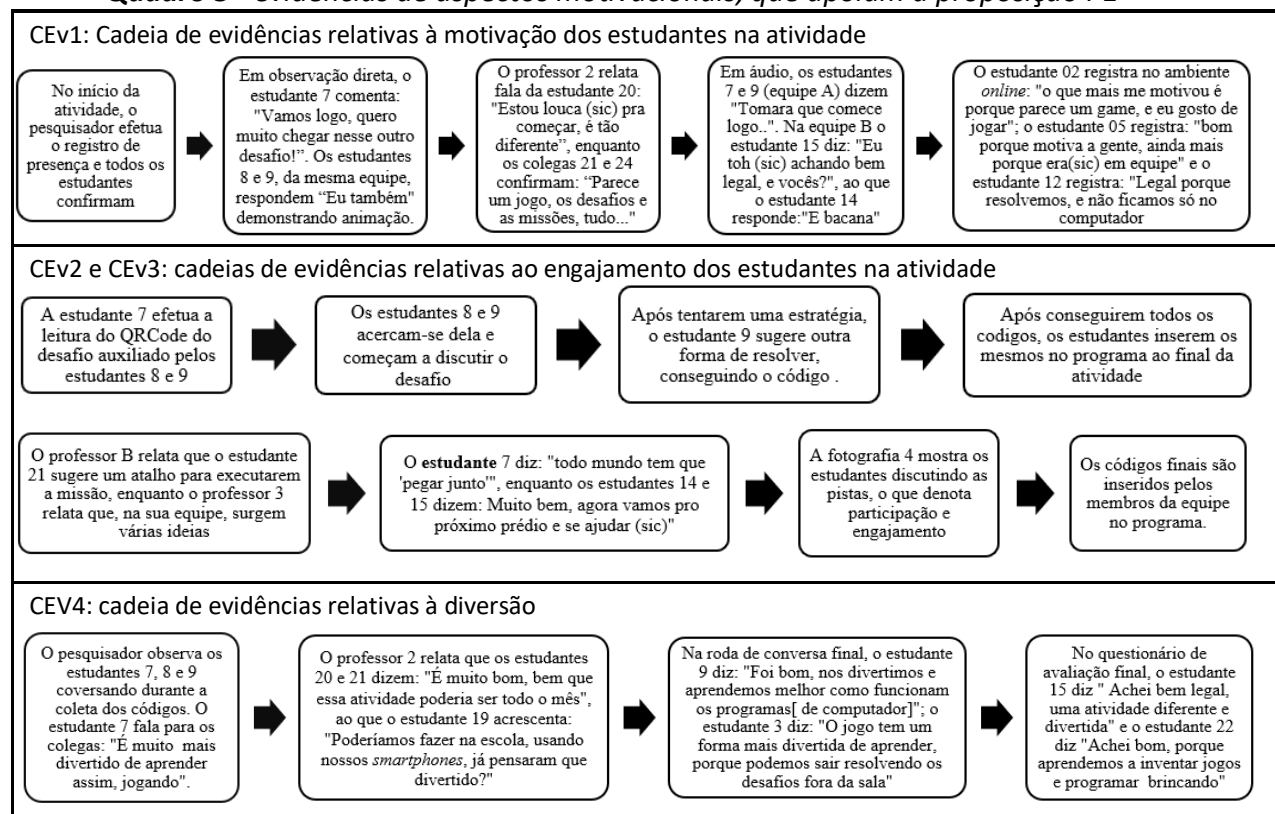 Quadro 3 - evidências de aspectos motivacionais, que apoiam a proposição P2
CEv1: Cadeia de evidências relativas à motivação dos estudantes na atividade
No início da
atividade, o
pesquisador efetua
o registro de
presença e todos os
estudantes
confirmam
Em observação direta, o
estudante 7 comenta:
"Vamos logo, quero
muito chegar nesse outro
desafio!". Os estudantes
8 e 9, da mesma equipe,
respondem “Eu também"
demonstrando animação.
O professor 2 relata
fala da estudante 20:
"Estou louca (sic) pra
começar, é tão
diferente”, enquanto
os colegas 21 e 24
confirmam: “Parece
um jogo, os desafios e
as missões, tudo..."
Em áudio, os estudantes
7 e 9 (equipe A) dizem
"Tomara que comece
logo..". Na equipe B o
estudante 15 diz: "Eu
toh (sic) achando bem
legal, e vocês?", ao que
o estudante 14
responde:"E bacana"
O estudante 02 registra no ambiente
online: "o que mais me motivou é
porque parece um game, e eu gosto de
jogar"; o estudante 05 registra: "bom
porque motiva a gente, ainda mais
porque era(sic) em equipe" e o
estudante 12 registra: "Legal porque
resolvemos, e não ficamos só no
computador
CEv2 e CEv3: cadeias de evidências relativas ao engajamento dos estudantes na atividade
A estudante 7 efetua a
leitura do QRCode do
desafio auxiliado pelos
estudantes 8 e 9
Os estudantes 8 e 9
acercam-se dela e
começam a discutir o
desafio
Após tentarem uma estratégia,
o estudante 9 sugere outra
forma de resolver,
conseguindo o código .
Após conseguirem todos os
codigos, os estudantes inserem os
mesmos no programa ao final da
atividade
O professor B relata que o estudante
21 sugere um atalho para executarem
a missão, enquanto o professor 3
relata que, na sua equipe, surgem
várias ideias
O estudante 7 diz: "todo mundo tem que
'pegar junto'", enquanto os estudantes 14 e
15 dizem: Muito bem, agora vamos pro
próximo prédio e se ajudar (sic)"
A fotografia 4 mostra os
estudantes discutindo as
pistas, o que denota
participação e
engajamento
Os códigos finais são
inseridos pelos
membros da equipe
no programa.
CEV4: cadeia de evidências relativas à diversão
O pesquisador observa os
estudantes 7, 8 e 9
coversando durante a
coleta dos códigos. O
estudante 7 fala para os
colegas: "É muito mais
divertido de aprender
assim, jogando".
O professor 2 relata que os estudantes
20 e 21 dizem: "É muito bom, bem que
essa atividade poderia ser todo o mês",
ao que o estudante 19 acrescenta:
"Poderíamos fazer na escola, usando
nossos smartphones, já pensaram que
divertido?"
Na roda de conversa final, o estudante
9 diz: "Foi bom, nos divertimos e
aprendemos melhor como funcionam
os programas[ de computador]"; o
estudante 3 diz: "O jogo tem um
forma mais divertida de aprender,
porque podemos sair resolvendo os
desafios fora da sala"
No questionário de
avaliação final, o estudante
15 diz " Achei bem legal,
uma atividade diferente e
divertida" e o estudante 22
diz "Achei bom, porque
aprendemos a inventar jogos
e programar brincando"